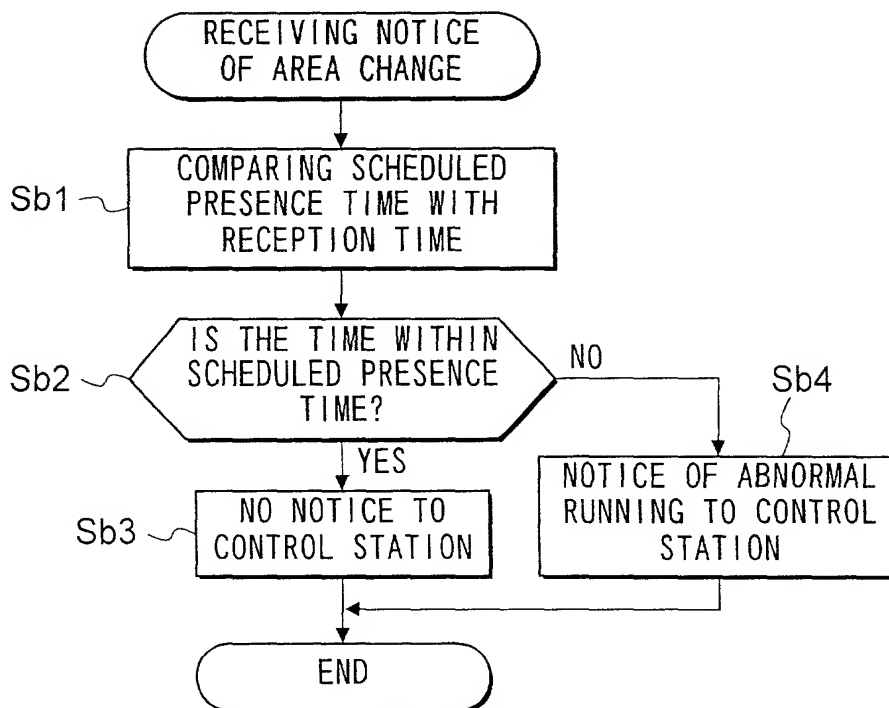 RECEIVING NOTICE
OF AREA CHANGE
Sb1
COMPARING SCHEDULED
PRESENCE TIME WITH
RECEPTION TIME
Sb2
IS THE TIME WITHIN
SCHEDULED PRESENCE
TIME?
NO
YES
Sb3
NO NOTICE TO
CONTROL STATION
Sb4
NOTICE OF ABNORMAL
RUNNING TO CONTROL
STATION
END